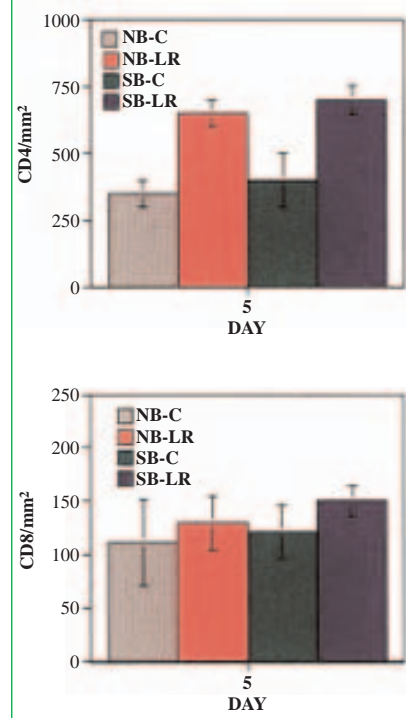 1000
NB-C
NB-LR
SB-C
SB-LR
750
500
250
0
CD4/mm²
5
DAY
250
NB-C
NB-LR
SB-C
SB-LR
200
150
100
50
0
CD8/mm²
5
DAY